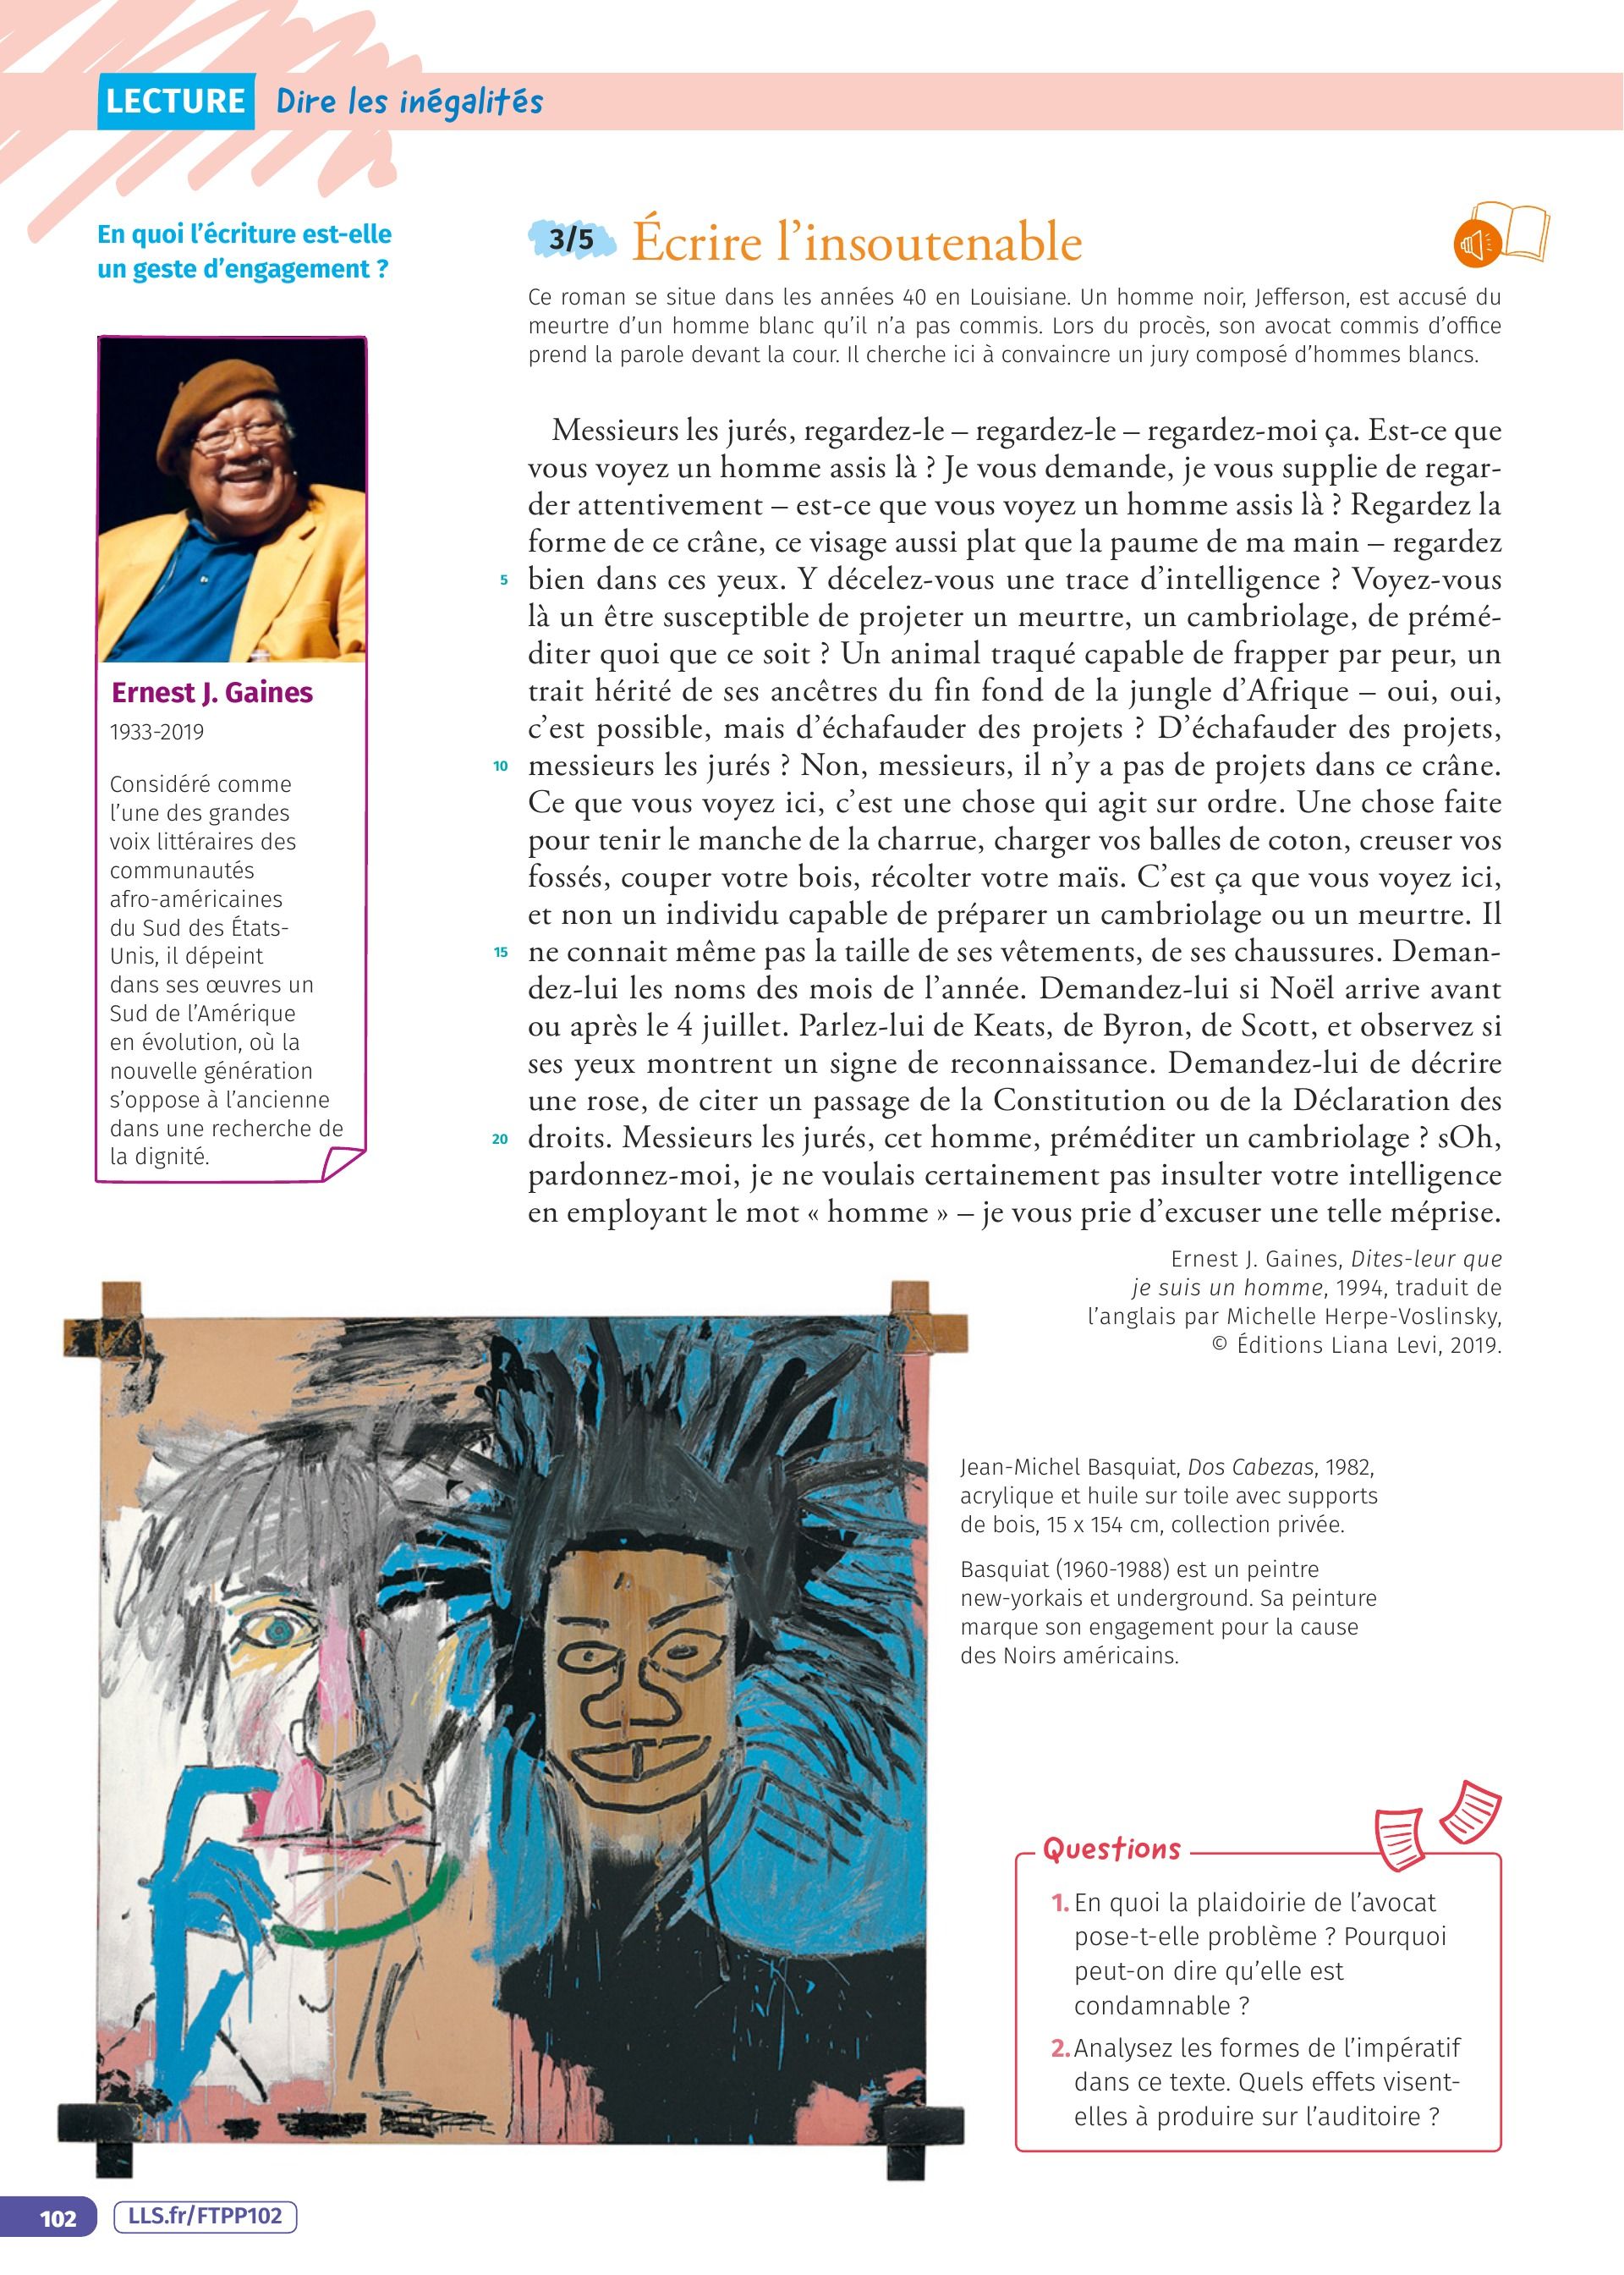 LECTURE Dire les inégalités
En quoi l'écriture est-elle
un geste d'engagement ?
Ernest J. Gaines
1933-2019
Considéré comme
l'une des grandes
voix littéraires des
communautés
afro-américaines
du Sud des États-
Unis, il dépeint
dans ses œuvres un
Sud de l'Amérique
en évolution, où la
nouvelle génération
s'oppose à l'ancienne
dans une recherche de
la dignité.
3/5 Écrire l'insoutenable
Ce roman se situe dans les années 40 en Louisiane. Un homme noir, Jefferson, est accusé du
meurtre d'un homme blanc qu'il n'a pas commis. Lors du procès, son avocat commis d'office
prend la parole devant la cour. Il cherche ici à convaincre un jury composé d'hommes blancs.
Messieurs les jurés, regardez-le – regardez-le – regardez-moi ça. Est-ce que
vous voyez un homme assis là ? Je vous demande, je vous supplie de regar-
der attentivement – est-ce que vous voyez un homme assis là ? Regardez la
forme de ce crâne, ce visage aussi plat que la paume de ma main – regardez
5 bien dans ces yeux. Y décelez-vous une trace d'intelligence ? Voyez-vous
là un être susceptible de projeter un meurtre, un cambriolage, de prémé-
diter quoi que ce soit ? Un animal traqué capable de frapper par peur, un
trait hérité de ses ancêtres du fin fond de la jungle d'Afrique – oui, oui,
c'est possible, mais d'échafauder des projets ? D'échafauder des projets,
10 messieurs les jurés ? Non, messieurs, il n'y a pas de projets dans ce crâne.
Ce que vous voyez ici, c'est une chose qui agit sur ordre. Une chose faite
pour tenir le manche de la charrue, charger vos balles de coton, creuser vos
fossés, couper votre bois, récolter votre maïs. C'est ça que vous voyez ici,
et non un individu capable de préparer un cambriolage ou un meurtre. Il
15 ne connait même pas la taille de ses vêtements, de ses chaussures. Deman-
dez-lui les noms des mois de l'année. Demandez-lui si Noël arrive avant
ou après le 4 juillet. Parlez-lui de Keats, de Byron, de Scott, et observez si
ses yeux montrent un signe de reconnaissance. Demandez-lui de décrire
une rose, de citer un passage de la Constitution ou de la Déclaration des
20 droits. Messieurs les jurés, cet homme, préméditer un cambriolage ? sOh,
pardonnez-moi, je ne voulais certainement pas insulter votre intelligence
en employant le mot « homme » – je vous prie d'excuser une telle méprise.
Ernest J. Gaines, Dites-leur que
je suis un homme, 1994, traduit de
l'anglais par Michelle Herpe-Voslinsky,
© Éditions Liana Levi, 2019.
Jean-Michel Basquiat, Dos Cabezas, 1982,
acrylique et huile sur toile avec supports
de bois, 15 x 154 cm, collection privée.
Basquiat (1960-1988) est un peintre
new-yorkais et underground. Sa peinture
marque son engagement pour la cause
des Noirs américains.
Questions
1. En quoi la plaidoirie de l'avocat
pose-t-elle problème ? Pourquoi
peut-on dire qu'elle est
condamnable ?
2. Analysez les formes de l'impératif
dans ce texte. Quels effets visent-
elles à produire sur l'auditoire ?
102 LLS.fr/FTPP102